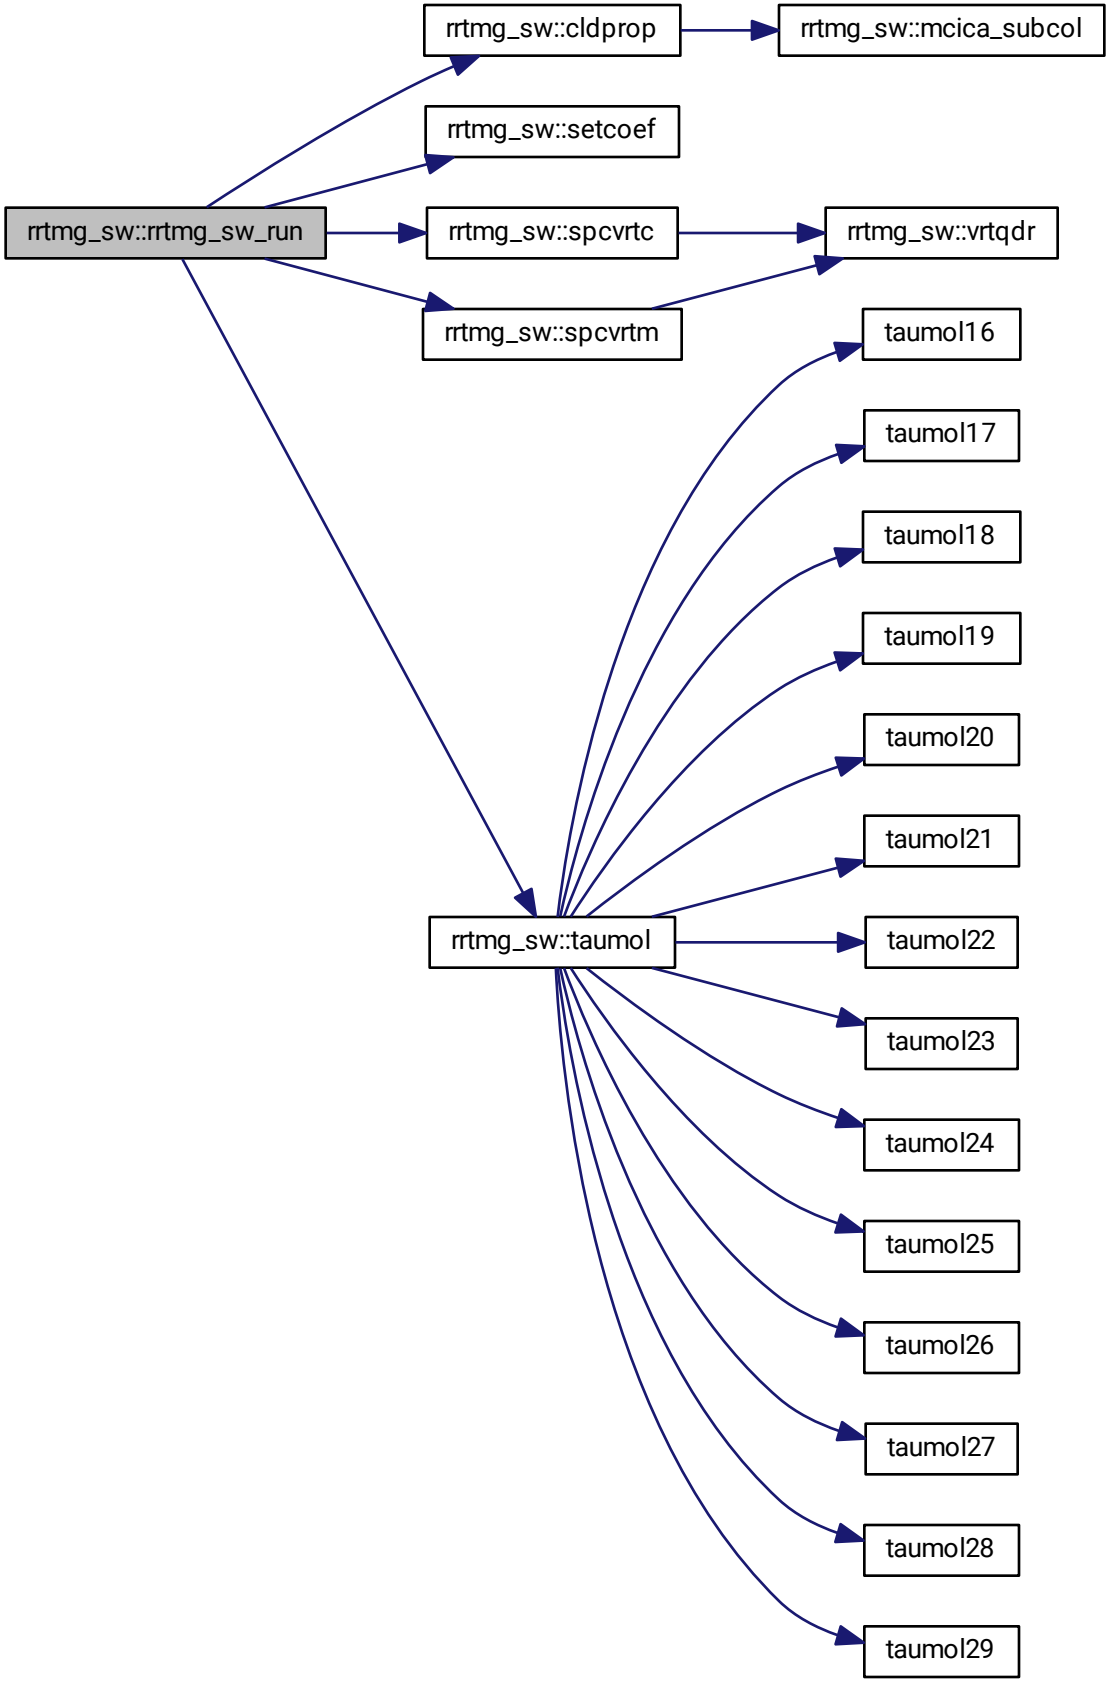 rrtmg_sw::cldprop
rrtmg_sw::mcica_subcol
rrtmg_sw::setcoef
rrtmg_sw::rrtmg_sw_run
rrtmg_sw::spcvrtc
rrtmg_sw::vrtqdr
rrtmg_sw::spcvrtm
taumol16
taumol17
taumol18
taumol19
taumol20
taumol21
rrtmg_sw::taumol
taumol22
taumol23
taumol24
taumol25
taumol26
taumol27
taumol28
taumol29